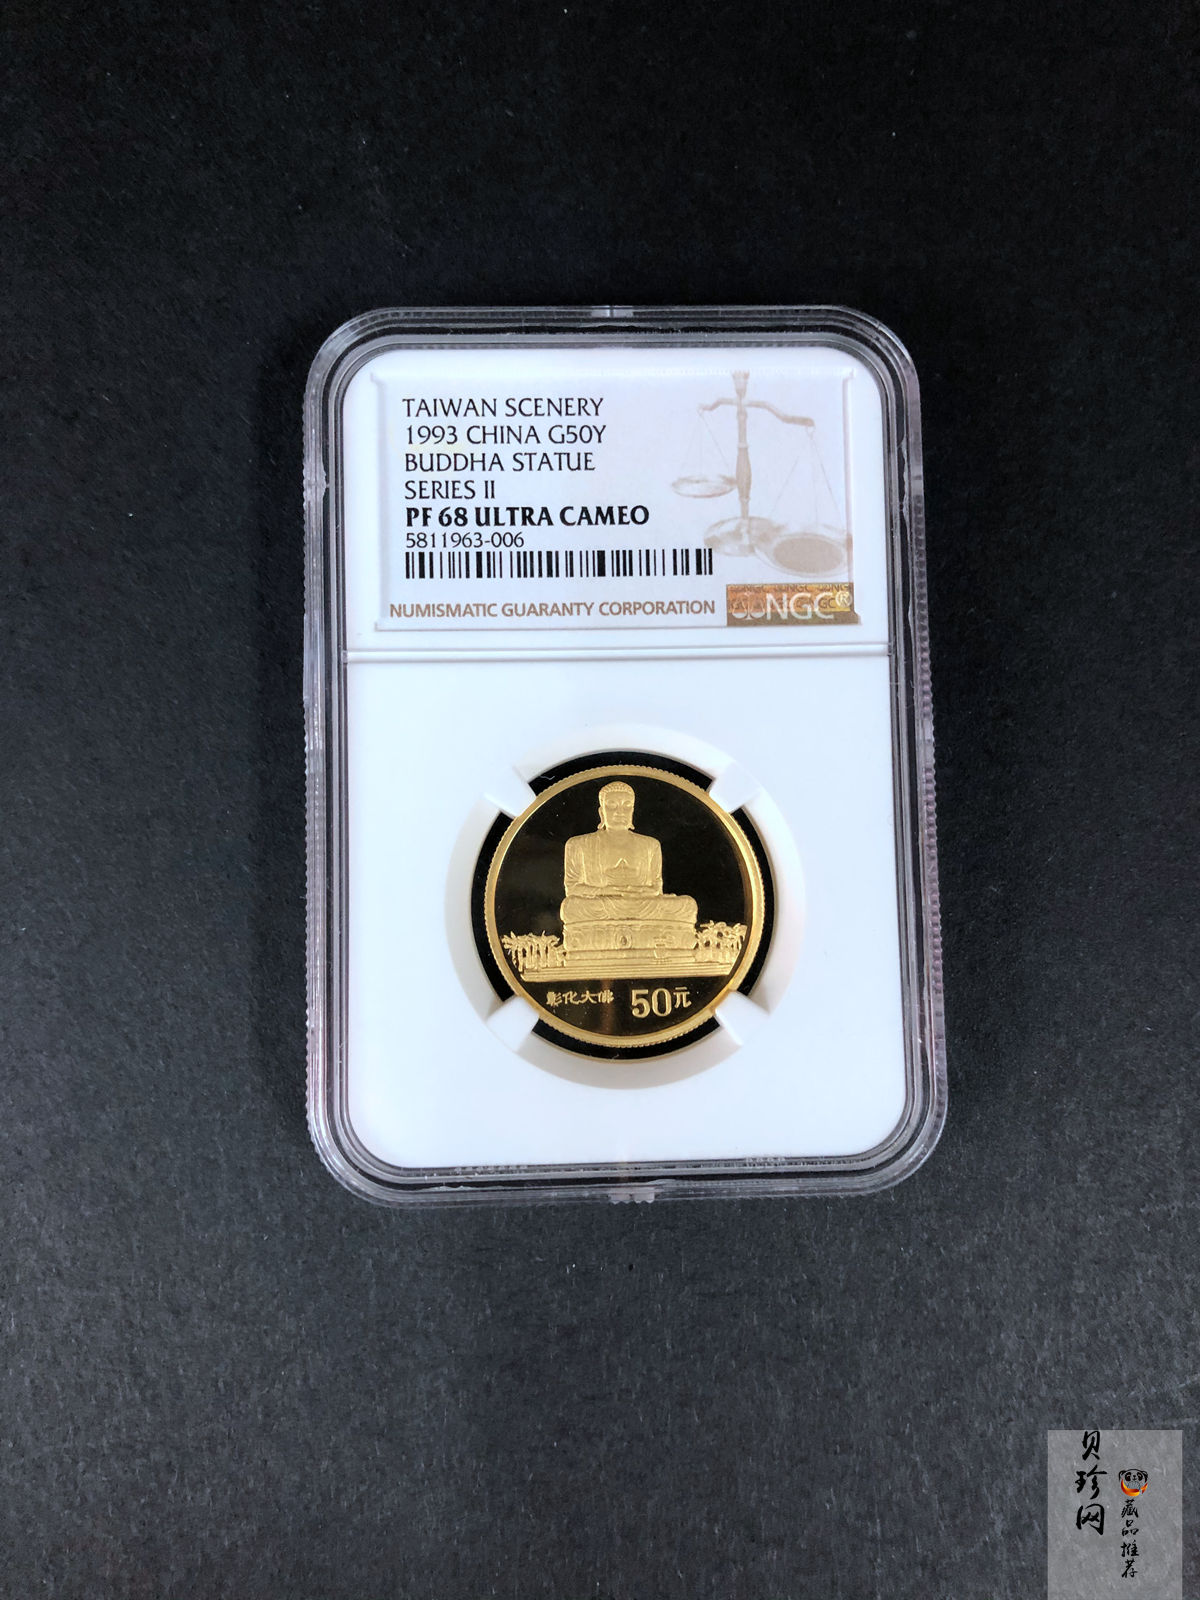 TAIWAN SCENERY
1993 CHINA G50Y
BUDDHA STATUE
SERIES II
PF 68 ULTRA CAMEO
5811963-006
NUMISMATIC GUARANTY CORPORATION
NGC®
彰化大佛 50元
贝珍网
藏品推荐